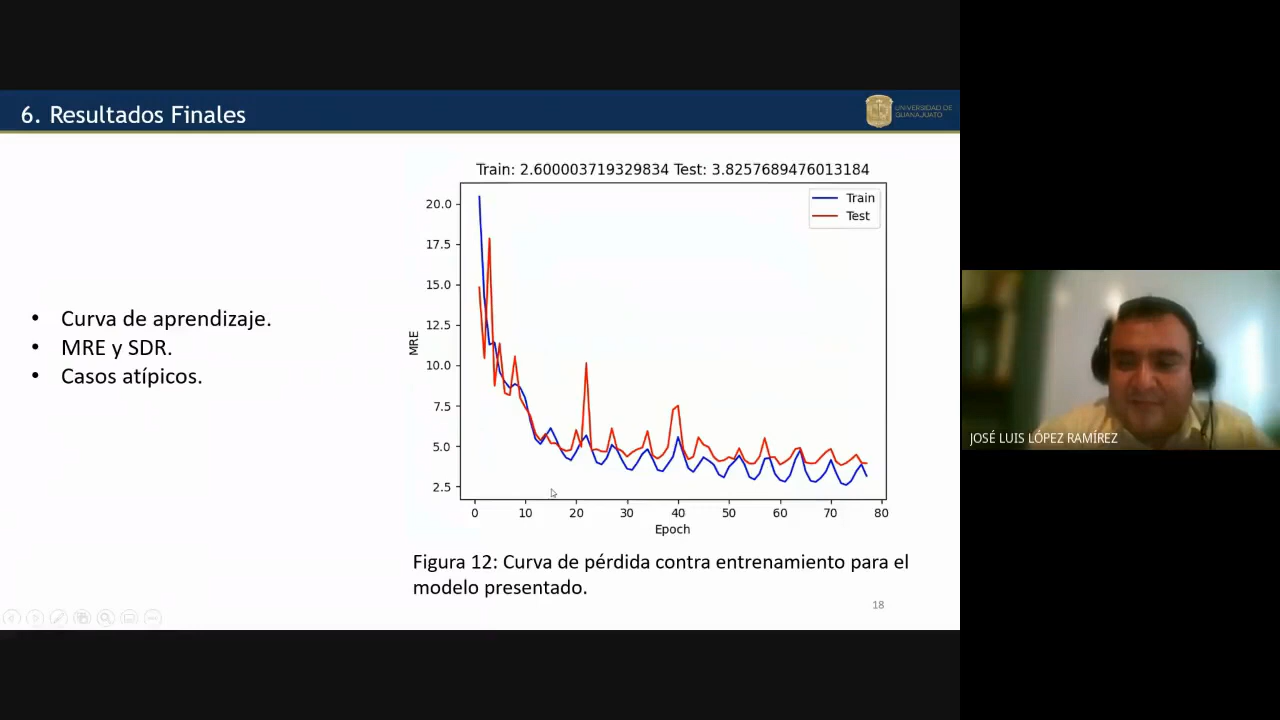 6. Resultados Finales
UNIVERSIDAD DE
GUANAJUATO
Curva de aprendizaje.
MRE y SDR.
Casos atípicos.
Train: 2.600003719329834 Test: 3.8257689476013184
Train
Test
20.0
17.5
15.0
12.5
10.0
7.5
5.0
2.5
MRE
0 10 20 30 40 50 60 70 80
Epoch
Figura 12: Curva de pérdida contra entrenamiento para el
modelo presentado.
18
JOSÉ LUIS LÓPEZ RAMÍREZ